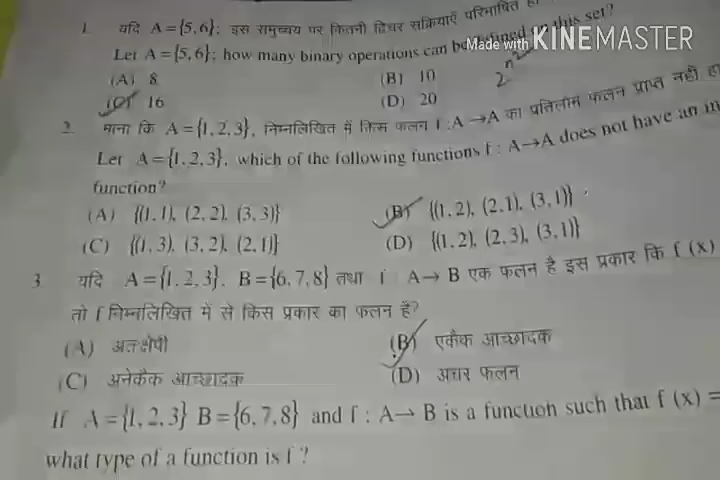 1. यदि A = {5, 6}; इस समुच्चय पर कितनी द्विचर संक्रियाएँ परिभाषित
Let A = {5, 6}; how many binary operations can be defined on this set?
Made with KINEMASTER
(A) 8 (B) 10
(C) 16 (D) 20
2. माना कि A = {1, 2, 3}, निम्नलिखित में किस फलन f : A → A का प्रतिलोम फलन प्राप्त नहीं
Let A = {1, 2, 3}, which of the following functions f : A → A does not have an in
function?
(A) {(1, 1), (2, 2), (3, 3)} (B) {(1, 2), (2, 1), (3, 1)}
(C) {(1, 3), (3, 2), (2, 1)} (D) {(1, 2), (2, 3), (3, 1)}
3. यदि A = {1, 2, 3}, B = {6, 7, 8} तथा f : A → B एक फलन है इस प्रकार कि f (x)
तो f निम्नलिखित में से किस प्रकार का फलन है?
(A) अन्तःक्षेपी (B) एकैक आच्छादक
(C) अनेकैक आच्छादक (D) अचर फलन
If A = {1, 2, 3} B = {6, 7, 8} and f : A → B is a function such that f (x) =
what type of a function is f ?